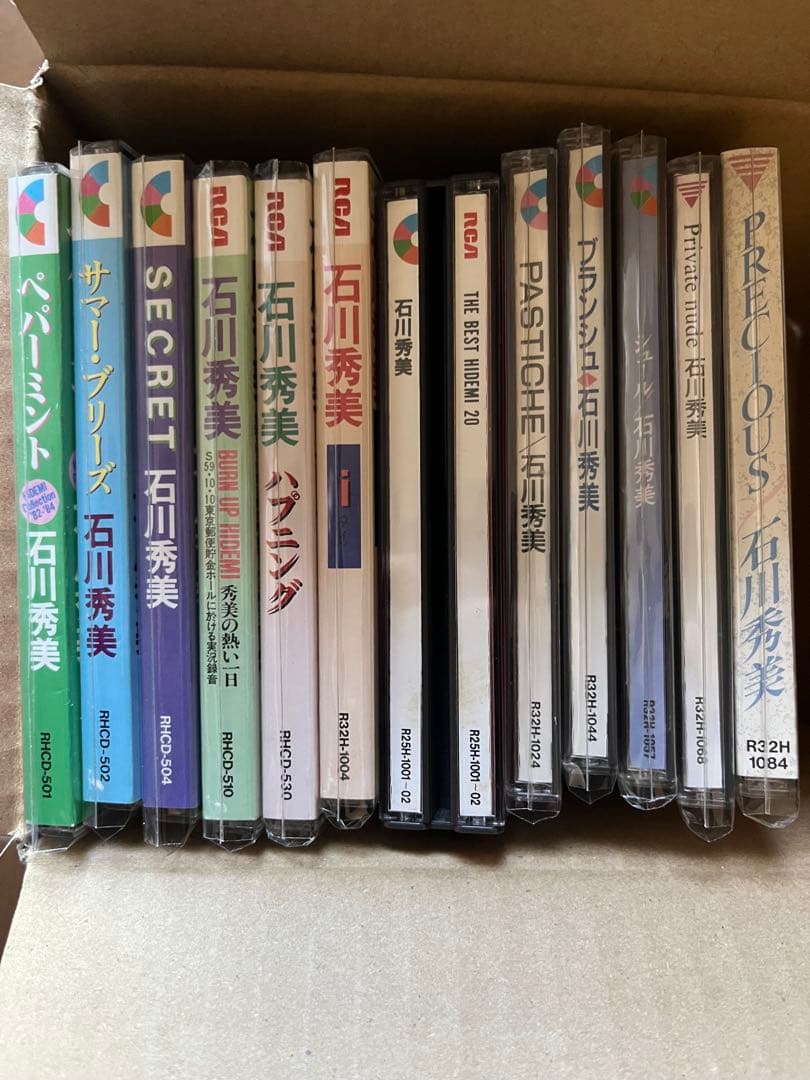 ペパーミント
HiDEMi Collection '82-'84
石川秀美
RHCD-501
サマー・ブリーズ
石川秀美
RHCD-502
SECRET
石川秀美
RHCD-504
RCA
石川秀美
BURN UP HIDEMI 秀美の熱い一日
S59・10・10東京郵便貯金ホールに於ける実況録音
RHCD-510
RCA
石川秀美
ハプニング
RHCD-530
RCA
石川秀美
i
R32H-1004
石川秀美
R25H-1001~02
RCA
THE BEST HIDEMI 20
R25H-1001~02
PASTICHE/石川秀美
R32H-1024
ブランシュ◆石川秀美
R32H-1044
シュール/石川秀美
R32H-1057
Private nude 石川秀美
R32H-1068
PRECIOUS/石川秀美
R32H
1084